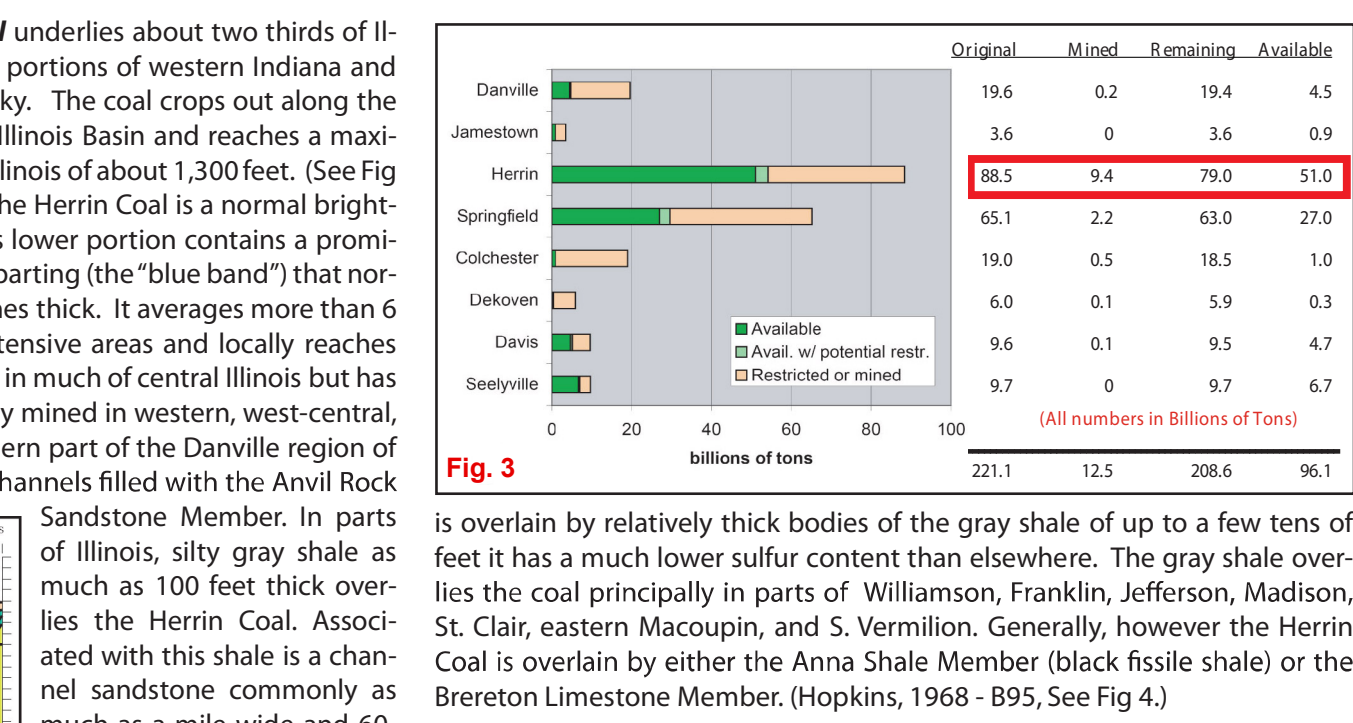 underlies about two thirds of Il-
portions of western Indiana and
ky. The coal crops out along the
Illinois Basin and reaches a maxi-
linois of about 1,300 feet. (See Fig
he Herrin Coal is a normal bright-
s lower portion contains a promi-
parting (the “blue band”) that nor-
nes thick. It averages more than 6
tensive areas and locally reaches
in much of central Illinois but has
y mined in western, west-central,
ern part of the Danville region of
hannels filled with the Anvil Rock
Sandstone Member. In parts
of Illinois, silty gray shale as
much as 100 feet thick over-
lies the Herrin Coal. Associ-
ated with this shale is a chan-
nel sandstone commonly as
much as a mile wide and 60
Original Mined Remaining Available
Danville 19.6 0.2 19.4 4.5
Jamestown 3.6 0 3.6 0.9
Herrin 88.5 9.4 79.0 51.0
Springfield 65.1 2.2 63.0 27.0
Colchester 19.0 0.5 18.5 1.0
Dekoven 6.0 0.1 5.9 0.3
Davis 9.6 0.1 9.5 4.7
Seelyville 9.7 0 9.7 6.7
Available
Avail. w/ potential restr.
Restricted or mined
0 20 40 60 80 100
(All numbers in Billions of Tons)
billions of tons
Fig. 3
221.1 12.5 208.6 96.1
is overlain by relatively thick bodies of the gray shale of up to a few tens of
feet it has a much lower sulfur content than elsewhere. The gray shale over-
lies the coal principally in parts of Williamson, Franklin, Jefferson, Madison,
St. Clair, eastern Macoupin, and S. Vermilion. Generally, however the Herrin
Coal is overlain by either the Anna Shale Member (black fissile shale) or the
Brereton Limestone Member. (Hopkins, 1968 - B95, See Fig 4.)